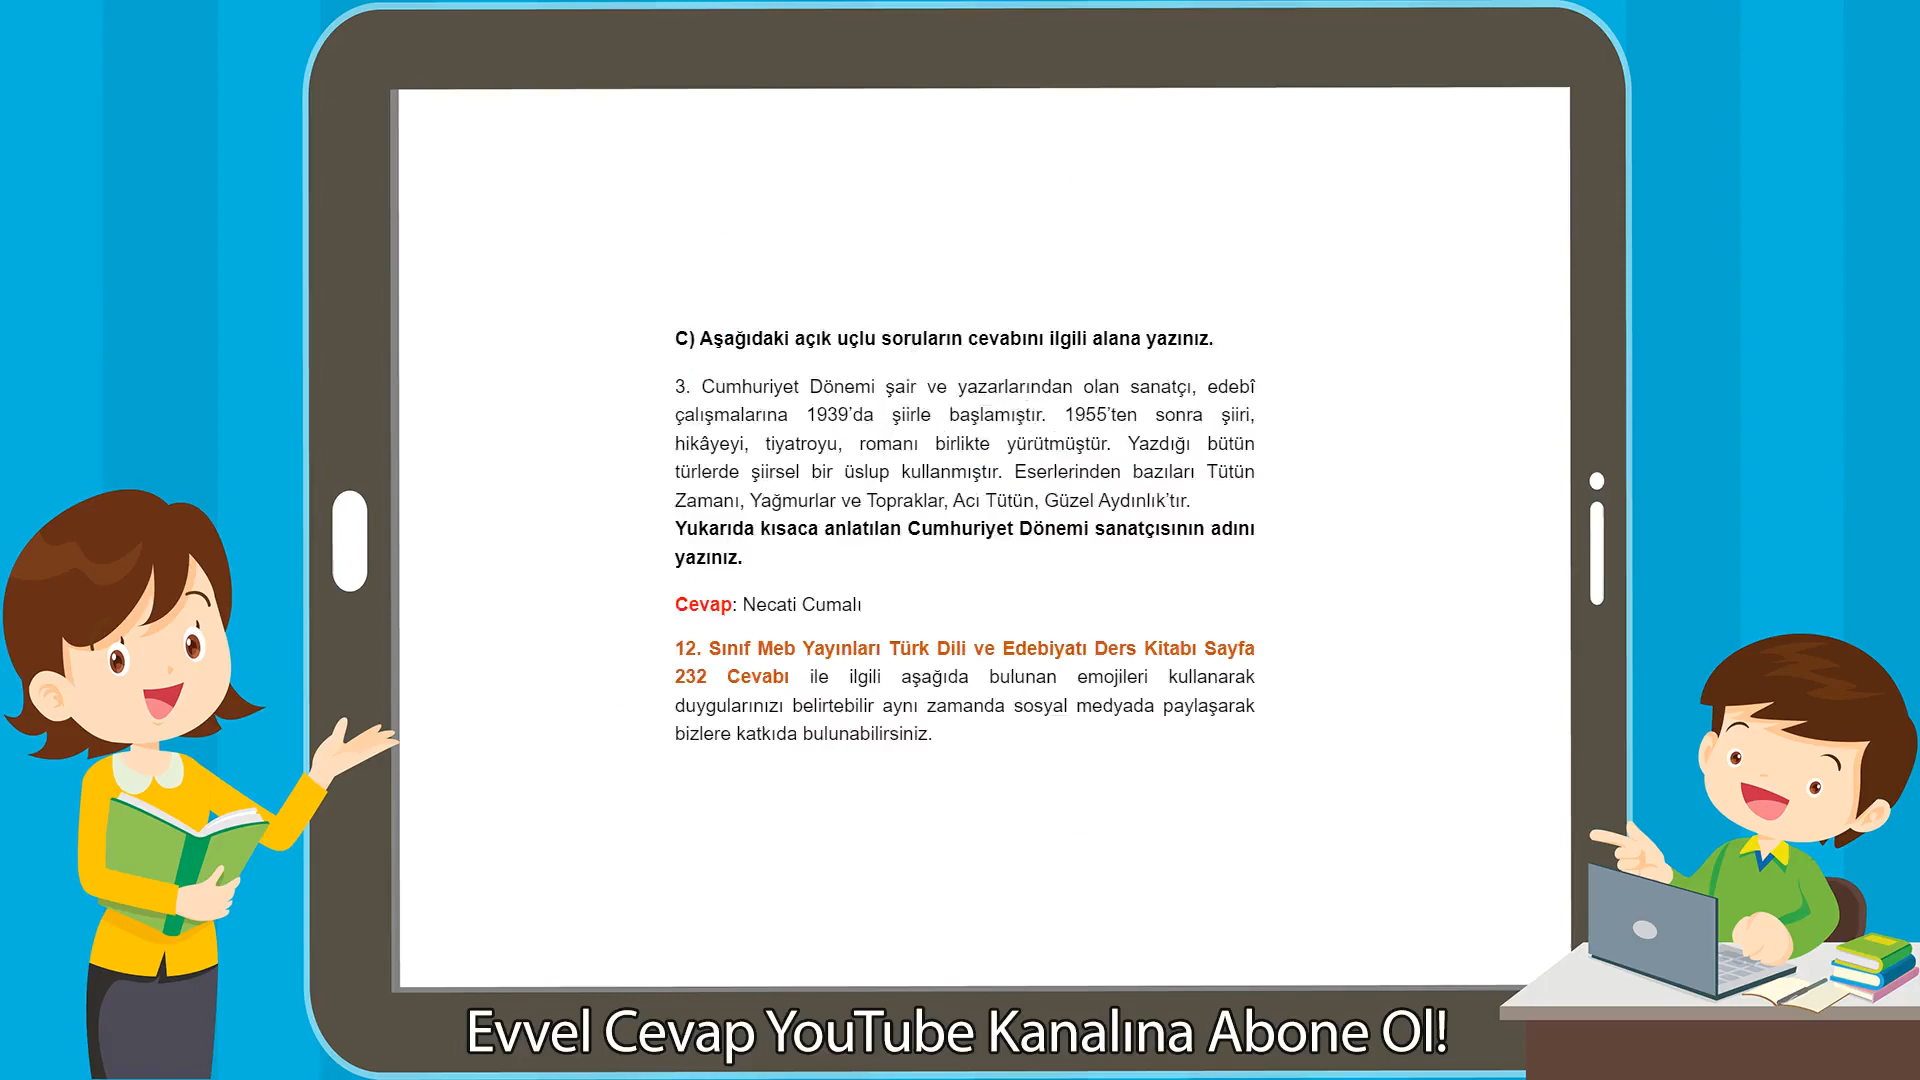 C) Aşağıdaki açık uçlu soruların cevabını ilgili alana yazınız.
3. Cumhuriyet Dönemi şair ve yazarlarından olan sanatçı, edebî
çalışmalarına 1939’da şiirle başlamıştır. 1955’ten sonra şiiri,
hikâyeyi, tiyatroyu, romanı birlikte yürütmüştür. Yazdığı bütün
türlerde şiirsel bir üslup kullanmıştır. Eserlerinden bazıları Tütün
Zamanı, Yağmurlar ve Topraklar, Acı Tütün, Güzel Aydınlık’tır.
Yukarıda kısaca anlatılan Cumhuriyet Dönemi sanatçısının adını
yazınız.
Cevap: Necati Cumalı
12. Sınıf Meb Yayınları Türk Dili ve Edebiyatı Ders Kitabı Sayfa
232 Cevabı ile ilgili aşağıda bulunan emojileri kullanarak
duygularınızı belirtebilir aynı zamanda sosyal medyada paylaşarak
bizlere katkıda bulunabilirsiniz.
Evvel Cevap YouTube Kanalına Abone Ol!